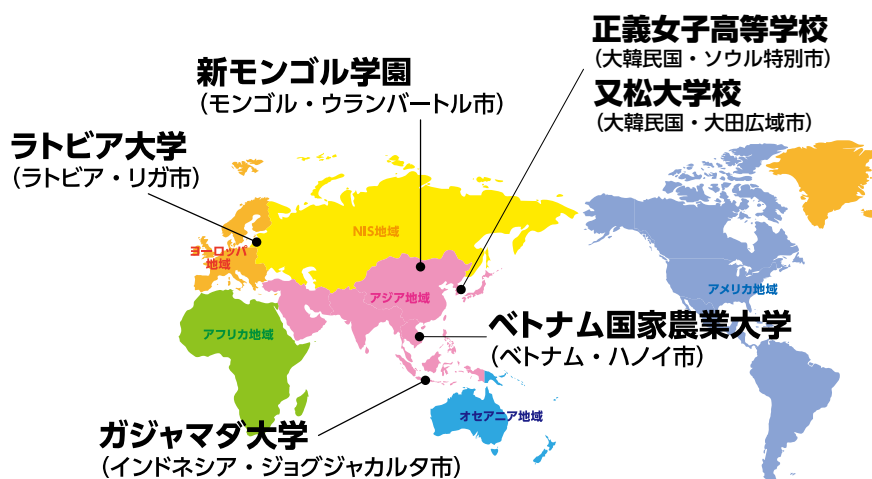 正義女子高等学校
（大韓民国・ソウル特別市）
新モンゴル学園
（モンゴル・ウランバートル市）
又松大学校
（大韓民国・大田広域市）
ラトビア大学
（ラトビア・リガ市）
NIS地域
ヨーロッパ
地域
アジア地域
アメリカ地域
アフリカ地域
ベトナム国家農業大学
（ベトナム・ハノイ市）
オセアニア地域
ガジャマダ大学
（インドネシア・ジョグジャカルタ市）